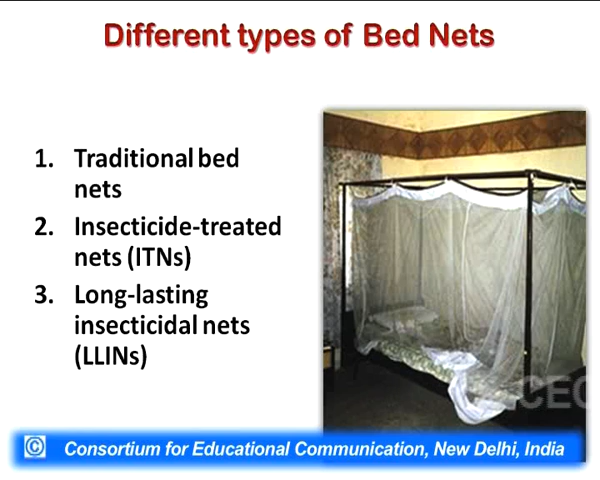 Different types of Bed Nets
1. Traditional bed
nets
2. Insecticide-treated
nets (ITNs)
3. Long-lasting
insecticidal nets
(LLINs)
CEC
© Consortium for Educational Communication, New Delhi, India